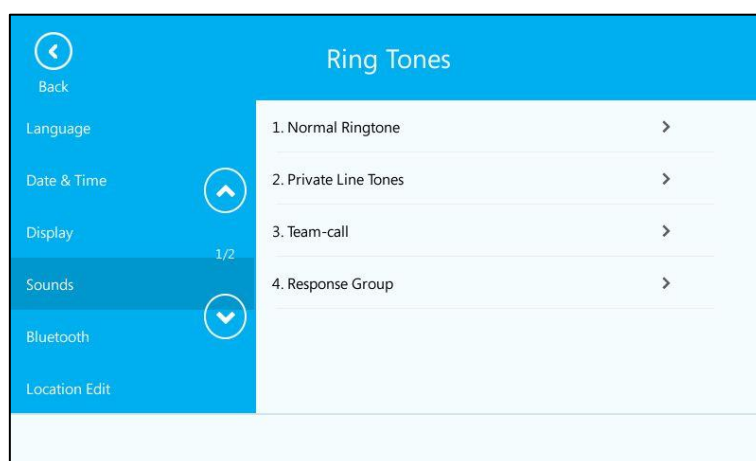 Ring Tones
Back
Language
Date & Time
Display
1/2
Sounds
Bluetooth
Location Edit
1. Normal Ringtone
2. Private Line Tones
3. Team-call
4. Response Group